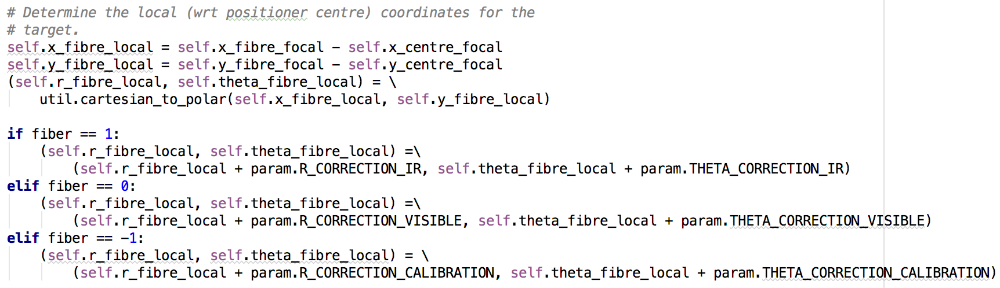 # Determine the local (wrt positioner centre) coordinates for the
# target.
self.x_fibre_local = self.x_fibre_focal - self.x_centre_focal
self.y_fibre_local = self.y_fibre_focal - self.y_centre_focal
(self.r_fibre_local, self.theta_fibre_local) = \
    util.cartesian_to_polar(self.x_fibre_local, self.y_fibre_local)

if fiber == 1:
    (self.r_fibre_local, self.theta_fibre_local) =\
        (self.r_fibre_local + param.R_CORRECTION_IR, self.theta_fibre_local + param.THETA_CORRECTION_IR)
elif fiber == 0:
    (self.r_fibre_local, self.theta_fibre_local) =\
        (self.r_fibre_local + param.R_CORRECTION_VISIBLE, self.theta_fibre_local + param.THETA_CORRECTION_VISIBLE)
elif fiber == -1:
    (self.r_fibre_local, self.theta_fibre_local) = \
        (self.r_fibre_local + param.R_CORRECTION_CALIBRATION, self.theta_fibre_local + param.THETA_CORRECTION_CALIBRATION)